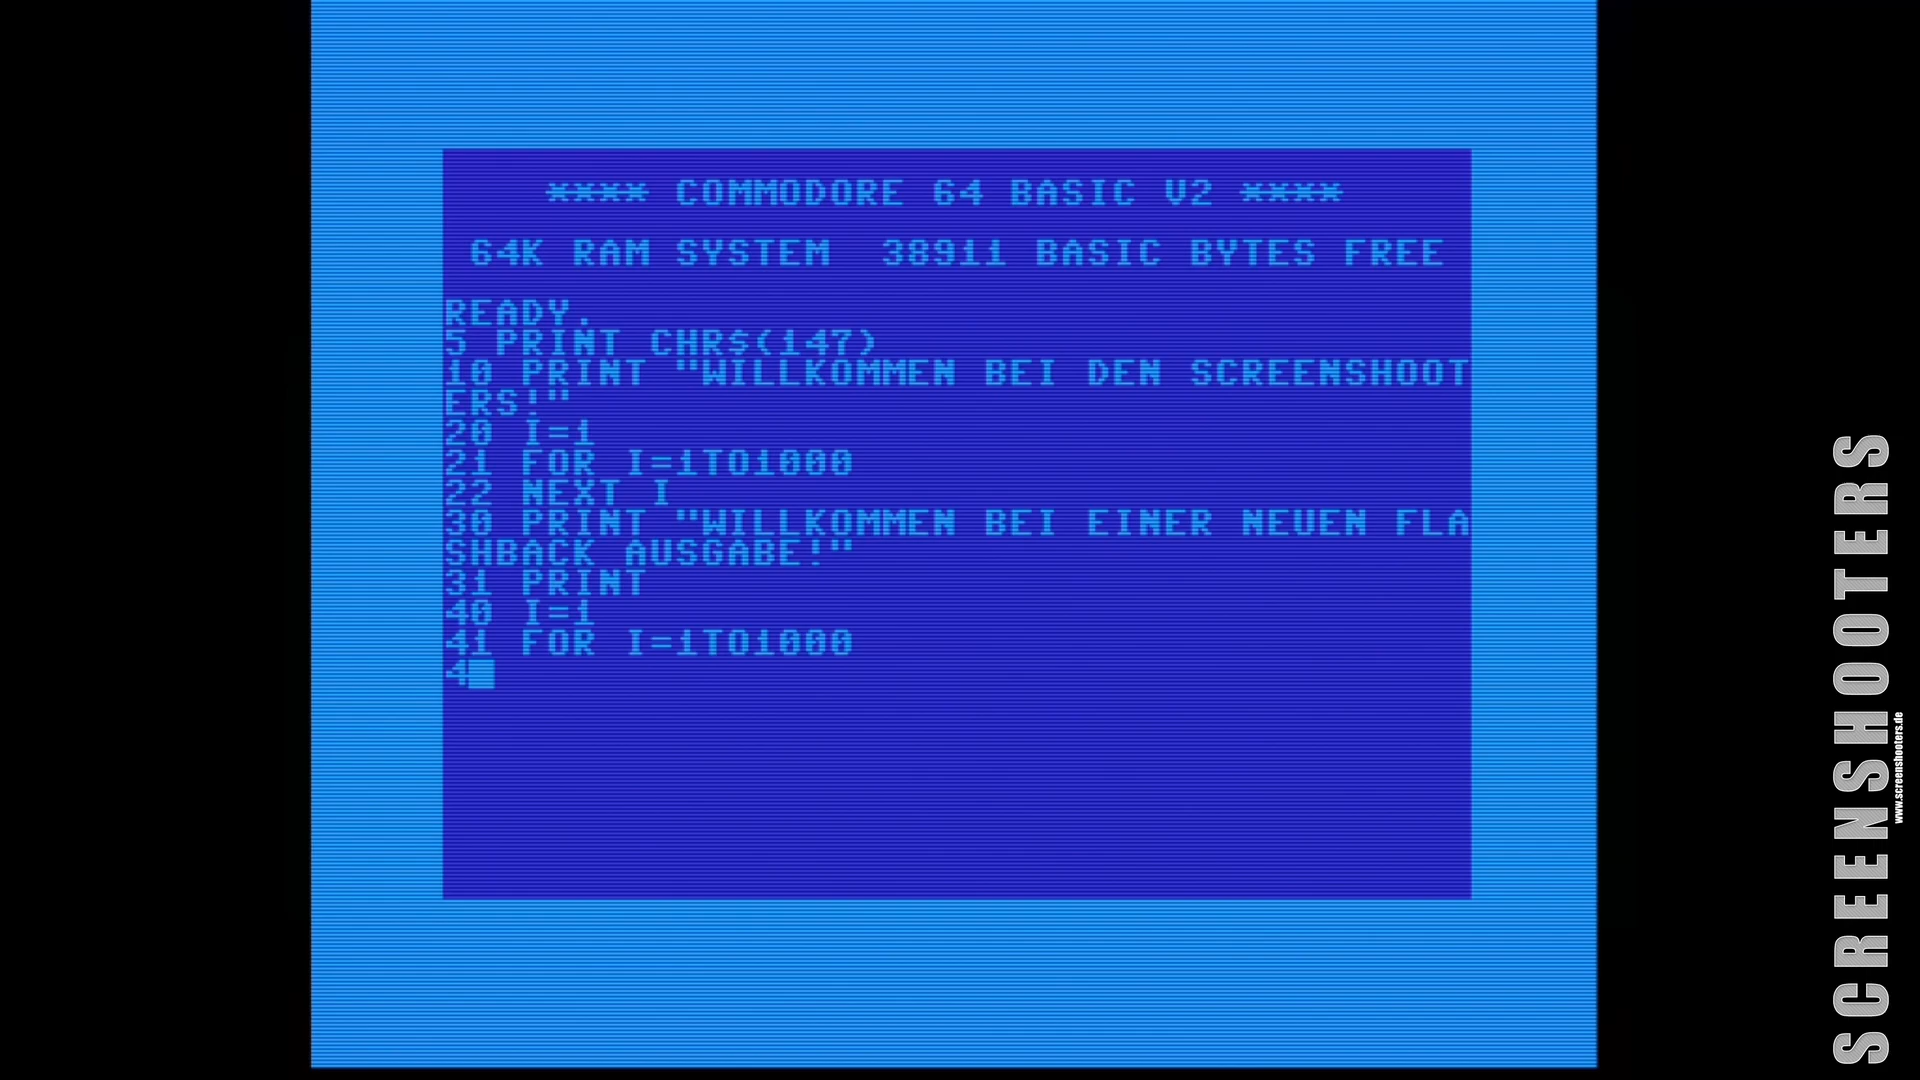 **** COMMODORE 64 BASIC V2 ****
64K RAM SYSTEM  38911 BASIC BYTES FREE
READY.
5 PRINT CHR$(147)
10 PRINT "WILLKOMMEN BEI DEN SCREENSHOOT
ERS!"
20 I=1
21 FOR I=1TO1000
22 NEXT I
30 PRINT "WILLKOMMEN BEI EINER NEUEN FLA
SHBACK AUSGABE!"
31 PRINT
40 I=1
41 FOR I=1TO1000
4
SCREENSHOOTERS
www.screenshooters.de